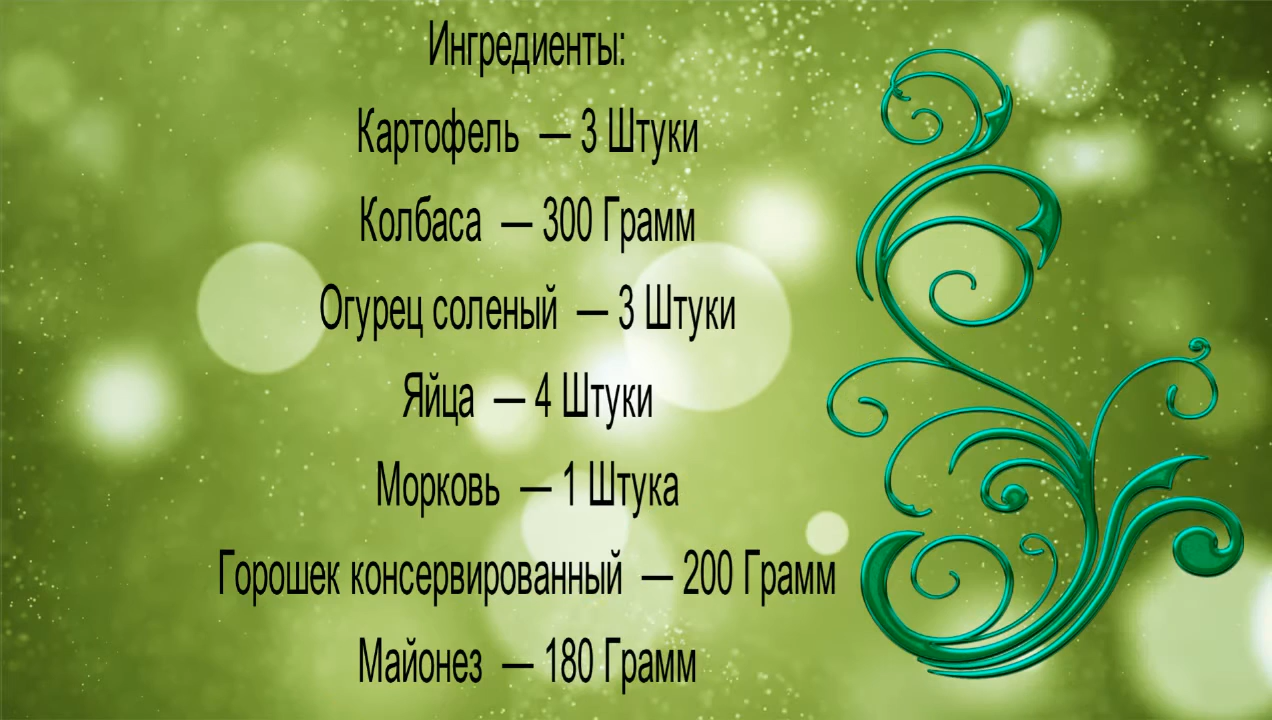 Ингредиенты:
Картофель — 3 Штуки
Колбаса — 300 Грамм
Огурец соленый — 3 Штуки
Яйца — 4 Штуки
Морковь — 1 Штука
Горошек консервированный — 200 Грамм
Майонез — 180 Грамм